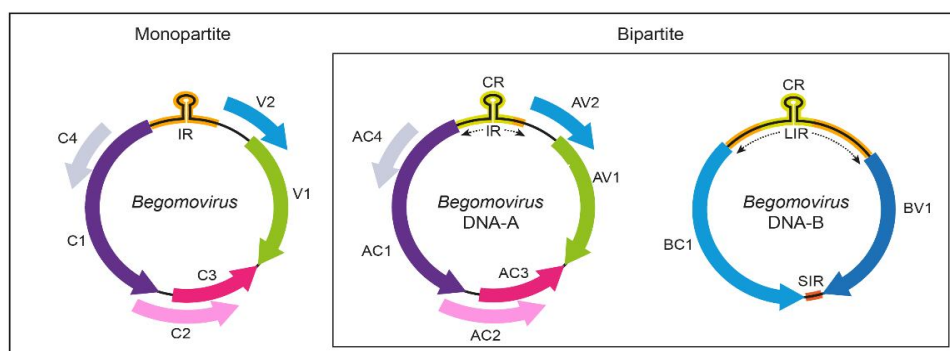 Monopartite
IR
V2
V1
C4
C1
C3
C2
Begomovirus
Bipartite
CR
IR
AV2
AV1
AC4
AC1
AC3
AC2
Begomovirus
DNA-A
CR
LIR
BC1
BV1
SIR
Begomovirus
DNA-B